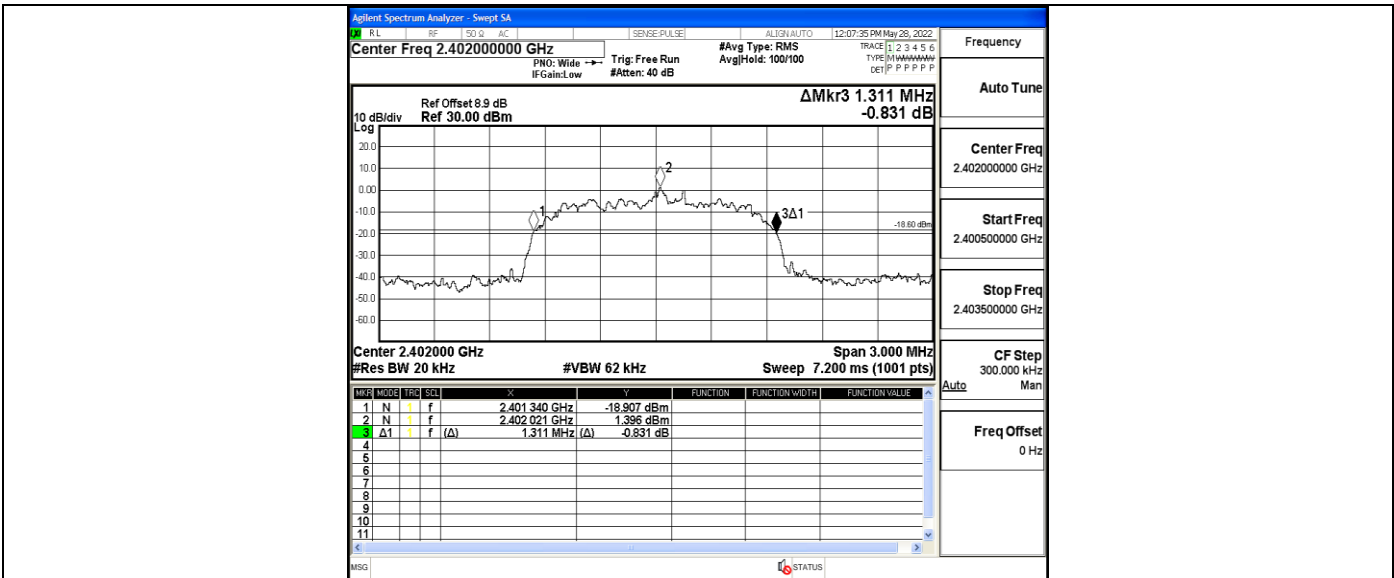 Agilent Spectrum Analyzer - Swept SA
RL RF 50 Ω AC SENSE:PULSE ALIGN AUTO 12:07:35 PM May 28, 2022
Center Freq 2.402000000 GHz
PNO: Wide
IFGain:Low
Trig: Free Run
#Atten: 40 dB
#Avg Type: RMS
Avg|Hold: 100/100
TRACE 1 2 3 4 5 6
TYPE M WWWWW
DET P P P P P P
Ref Offset 8.9 dB
10 dB/div Ref 30.00 dBm
Log
ΔMkr3 1.311 MHz
-0.831 dB
20.0
10.0
0.00
-10.0
-20.0
-30.0
-40.0
-50.0
-60.0
1
2
3Δ1
-18.60 dBm
Center 2.402000 GHz Span 3.000 MHz
#Res BW 20 kHz #VBW 62 kHz Sweep 7.200 ms (1001 pts)
MKR MODE TRC SCL X Y FUNCTION FUNCTION WIDTH FUNCTION VALUE
1 N 1 f 2.401 340 GHz -18.907 dBm
2 N 1 f 2.402 021 GHz 1.396 dBm
3 Δ1 1 f (Δ) 1.311 MHz (Δ) -0.831 dB
4
5
6
7
8
9
10
11
MSG STATUS
Frequency
Auto Tune
Center Freq
2.402000000 GHz
Start Freq
2.400500000 GHz
Stop Freq
2.403500000 GHz
CF Step
300.000 kHz
Auto Man
Freq Offset
0 Hz